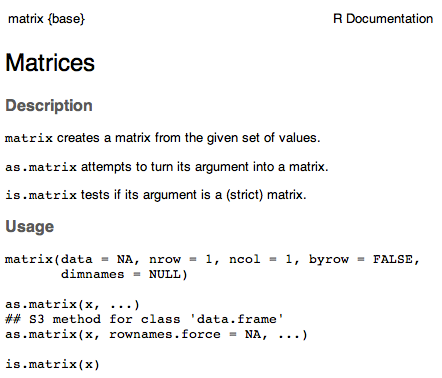 matrix {base} R Documentation
Matrices
Description
matrix creates a matrix from the given set of values.
as.matrix attempts to turn its argument into a matrix.
is.matrix tests if its argument is a (strict) matrix.
Usage
matrix(data = NA, nrow = 1, ncol = 1, byrow = FALSE,
       dimnames = NULL)
as.matrix(x, ...)
## S3 method for class 'data.frame'
as.matrix(x, rownames.force = NA, ...)
is.matrix(x)